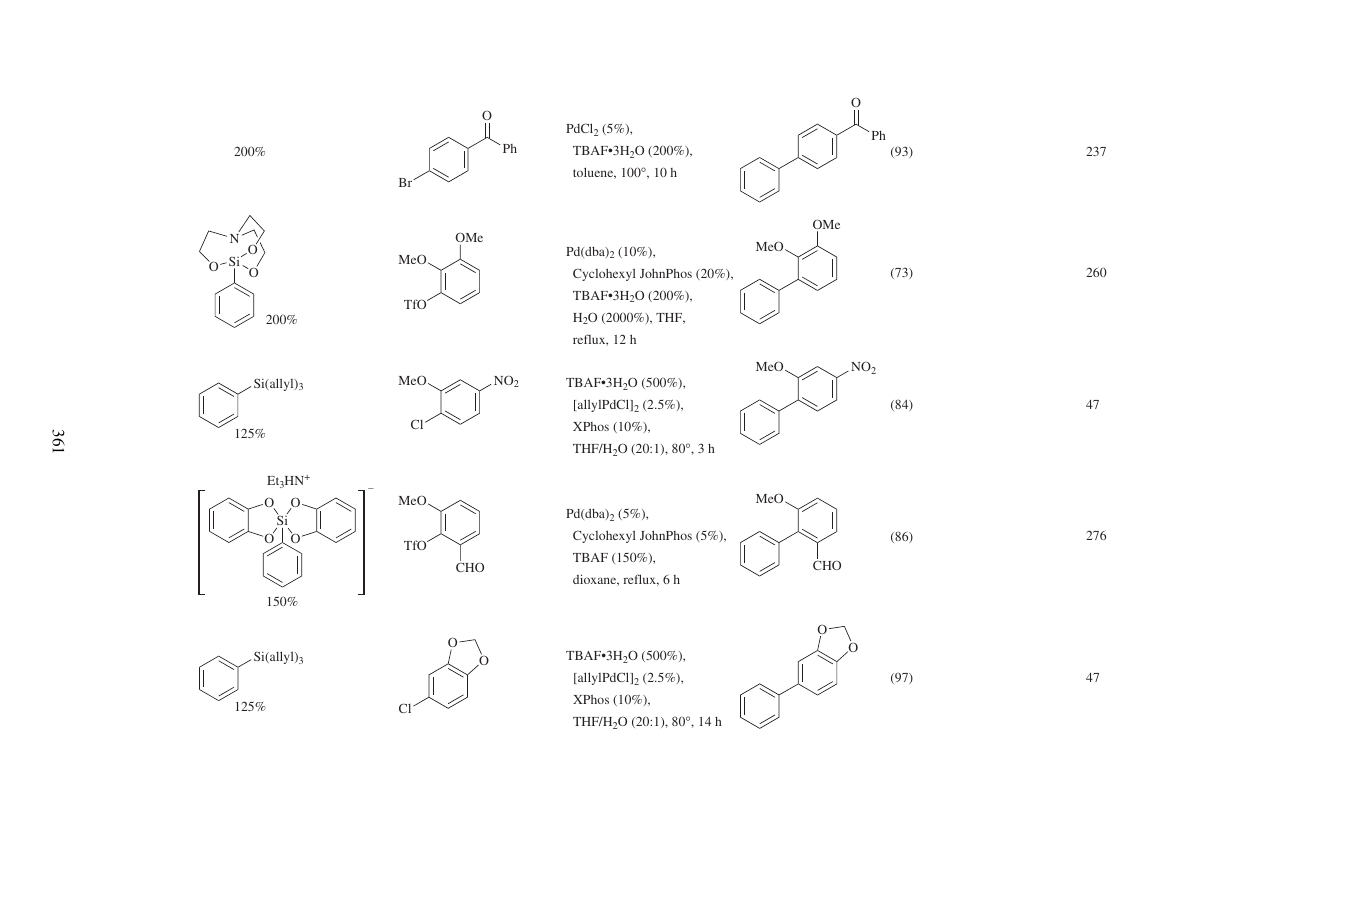 200%
O
Ph
Br
PdCl2 (5%),
TBAF•3H2O (200%),
toluene, 100°, 10 h
O
Ph
(93)
237
N
O
Si
O
O
200%
OMe
MeO
TfO
Pd(dba)2 (10%),
Cyclohexyl JohnPhos (20%),
TBAF•3H2O (200%),
H2O (2000%), THF,
reflux, 12 h
OMe
MeO
(73)
260
Si(allyl)3
125%
MeO
NO2
Cl
TBAF•3H2O (500%),
[allylPdCl]2 (2.5%),
XPhos (10%),
THF/H2O (20:1), 80°, 3 h
MeO
NO2
(84)
47
361
Et3HN+
–
O O
Si
O O
150%
MeO
TfO
CHO
Pd(dba)2 (5%),
Cyclohexyl JohnPhos (5%),
TBAF (150%),
dioxane, reflux, 6 h
MeO
CHO
(86)
276
Si(allyl)3
125%
O
O
Cl
TBAF•3H2O (500%),
[allylPdCl]2 (2.5%),
XPhos (10%),
THF/H2O (20:1), 80°, 14 h
O
O
(97)
47